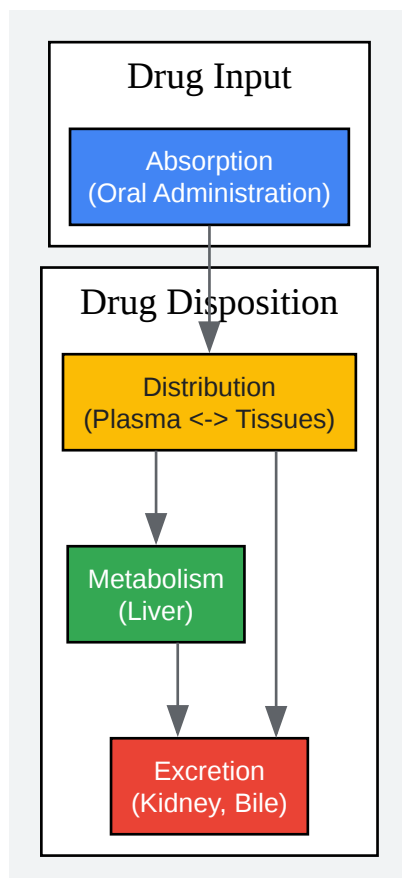 Drug Input
Absorption
(Oral Administration)
Drug Disposition
Distribution
(Plasma <-> Tissues)
Metabolism
(Liver)
Excretion
(Kidney, Bile)